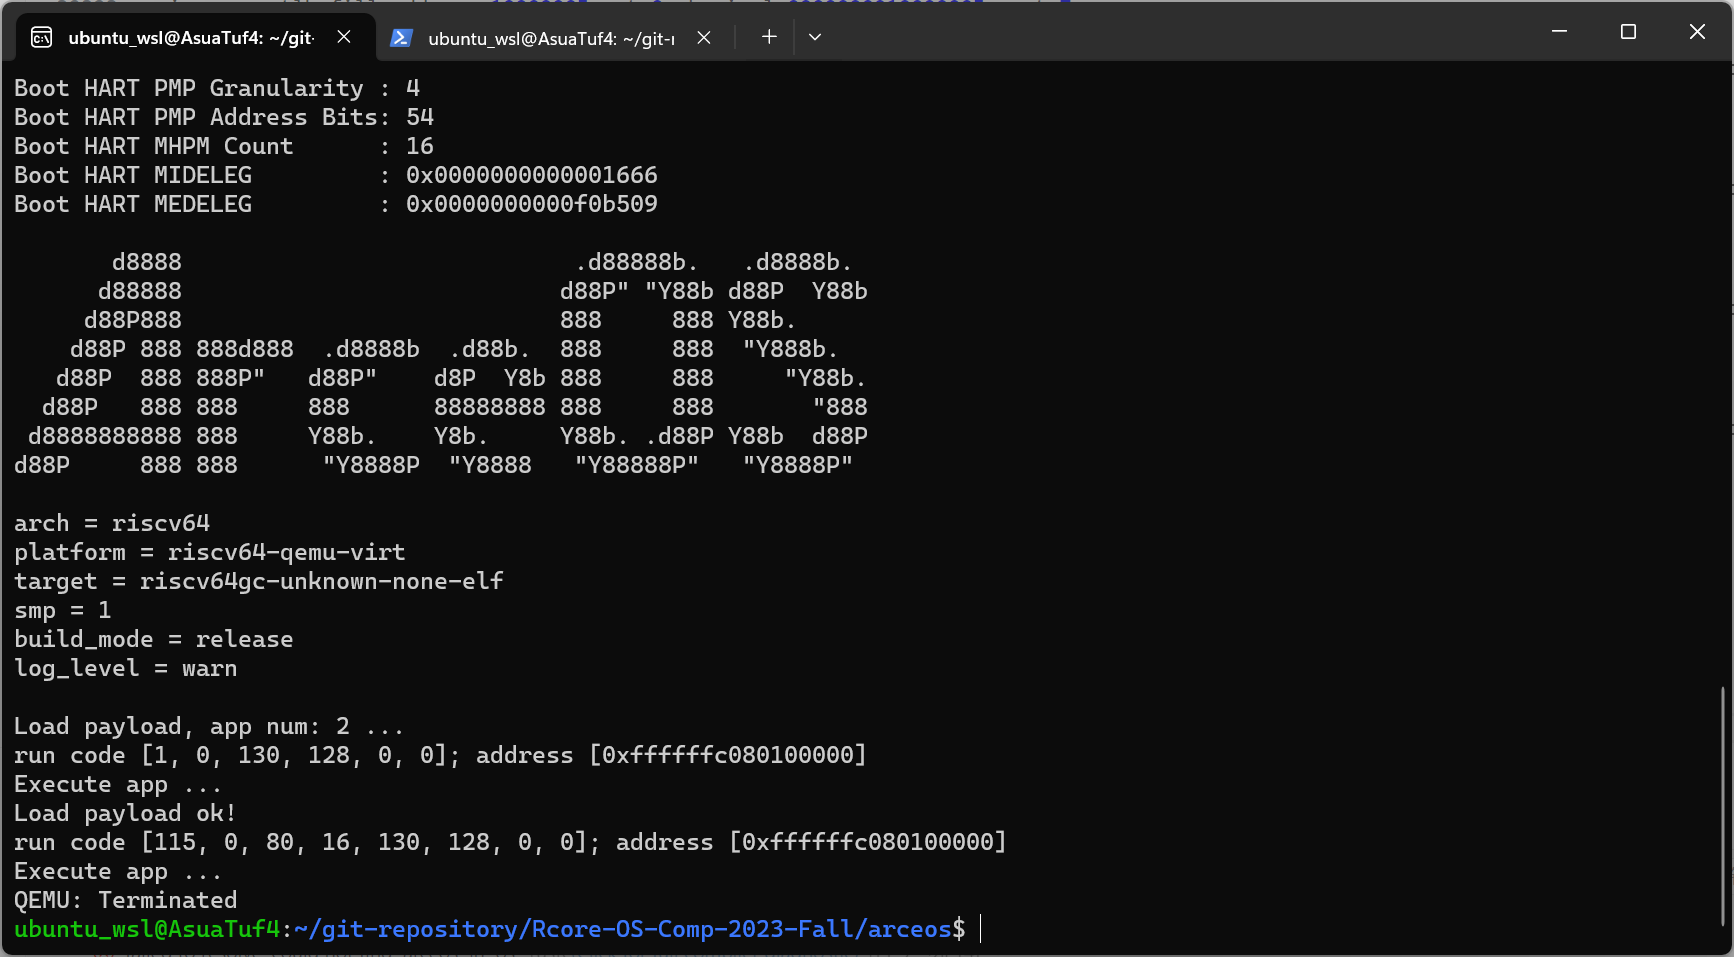 ubuntu_wsl@AsuaTuf4: ~/git- ubuntu_wsl@AsuaTuf4: ~/git-r
Boot HART PMP Granularity : 4
Boot HART PMP Address Bits: 54
Boot HART MHPM Count      : 16
Boot HART MIDELEG         : 0x0000000000001666
Boot HART MEDELEG         : 0x0000000000f0b509

       d8888                            .d88888b.   .d8888b.
      d88888                           d88P" "Y88b d88P  Y88b
     d88P888                           888     888 Y88b.
    d88P 888 888d888  .d8888b  .d88b.  888     888  "Y888b.
   d88P  888 888P"   d88P"    d8P  Y8b 888     888     "Y88b.
  d88P   888 888     888      88888888 888     888       "888
 d8888888888 888     Y88b.    Y8b.     Y88b. .d88P Y88b  d88P
d88P     888 888      "Y8888P  "Y8888   "Y88888P"   "Y8888P"

arch = riscv64
platform = riscv64-qemu-virt
target = riscv64gc-unknown-none-elf
smp = 1
build_mode = release
log_level = warn

Load payload, app num: 2 ...
run code [1, 0, 130, 128, 0, 0]; address [0xffffffc080100000]
Execute app ...
Load payload ok!
run code [115, 0, 80, 16, 130, 128, 0, 0]; address [0xffffffc080100000]
Execute app ...
QEMU: Terminated
ubuntu_wsl@AsuaTuf4:~/git-repository/Rcore-OS-Comp-2023-Fall/arceos$